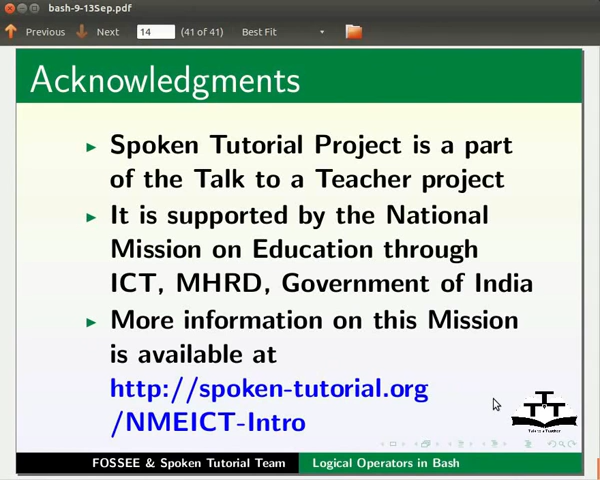 bash-9-13Sep.pdf
Previous Next 14 (41 of 41) Best Fit
Acknowledgments
Spoken Tutorial Project is a part
of the Talk to a Teacher project
It is supported by the National
Mission on Education through
ICT, MHRD, Government of India
More information on this Mission
is available at
http://spoken-tutorial.org
/NMEICT-Intro
Talk to a Teacher
FOSSEE & Spoken Tutorial Team Logical Operators in Bash